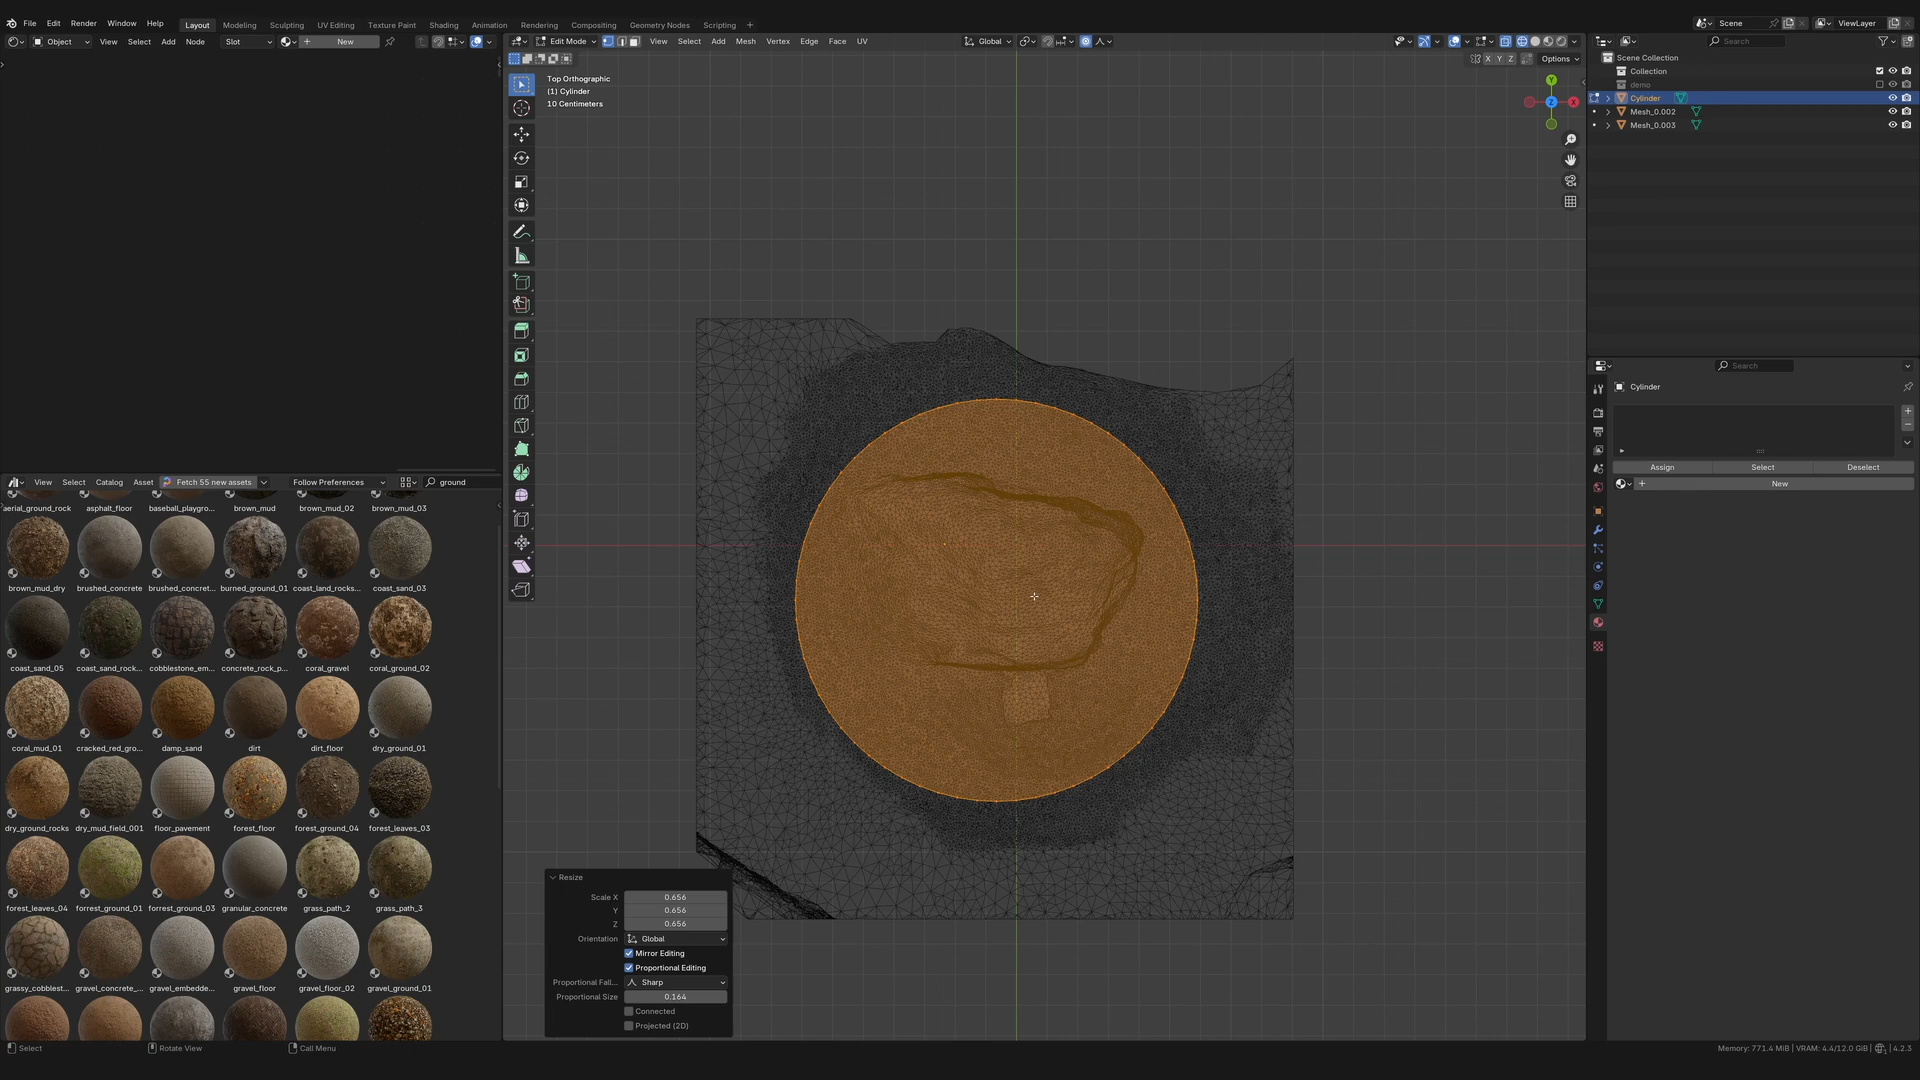 File Edit Render Window Help
Layout Modeling Sculpting UV Editing Texture Paint Shading Animation Rendering Compositing Geometry Nodes Scripting +
Scene ViewLayer
Object View Select Add Node Slot New
Edit Mode View Select Add Mesh Vertex Edge Face UV Global
X Y Z Options
Top Orthographic
(1) Cylinder
10 Centimeters
Y
Z X
Search
Scene Collection
Collection
demo
Cylinder
Mesh_0.002
Mesh_0.003
Search
Cylinder
Assign Select Deselect
New
View Select Catalog Asset Fetch 55 new assets Follow Preferences ground
aerial_ground_rock asphalt_floor baseball_playgro... brown_mud brown_mud_02 brown_mud_03
brown_mud_dry brushed_concrete brushed_concret... burned_ground_01 coast_land_rocks... coast_sand_03
coast_sand_05 coast_sand_rock... cobblestone_em... concrete_rock_p... coral_gravel coral_ground_02
coral_mud_01 cracked_red_gro... damp_sand dirt dirt_floor dry_ground_01
dry_ground_rocks dry_mud_field_001 floor_pavement forest_floor forest_ground_04 forest_leaves_03
forest_leaves_04 forrest_ground_01 forrest_ground_03 granular_concrete grass_path_2 grass_path_3
grassy_cobblest... gravel_concrete_... gravel_embedde... gravel_floor gravel_floor_02 gravel_ground_01
Resize
Scale X 0.656
Y 0.656
Z 0.656
Orientation Global
Mirror Editing
Proportional Editing
Proportional Fall... Sharp
Proportional Size 0.164
Connected
Projected (2D)
Select Rotate View Call Menu
Memory: 771.4 MiB | VRAM: 4.4/12.0 GiB | 4.2.3